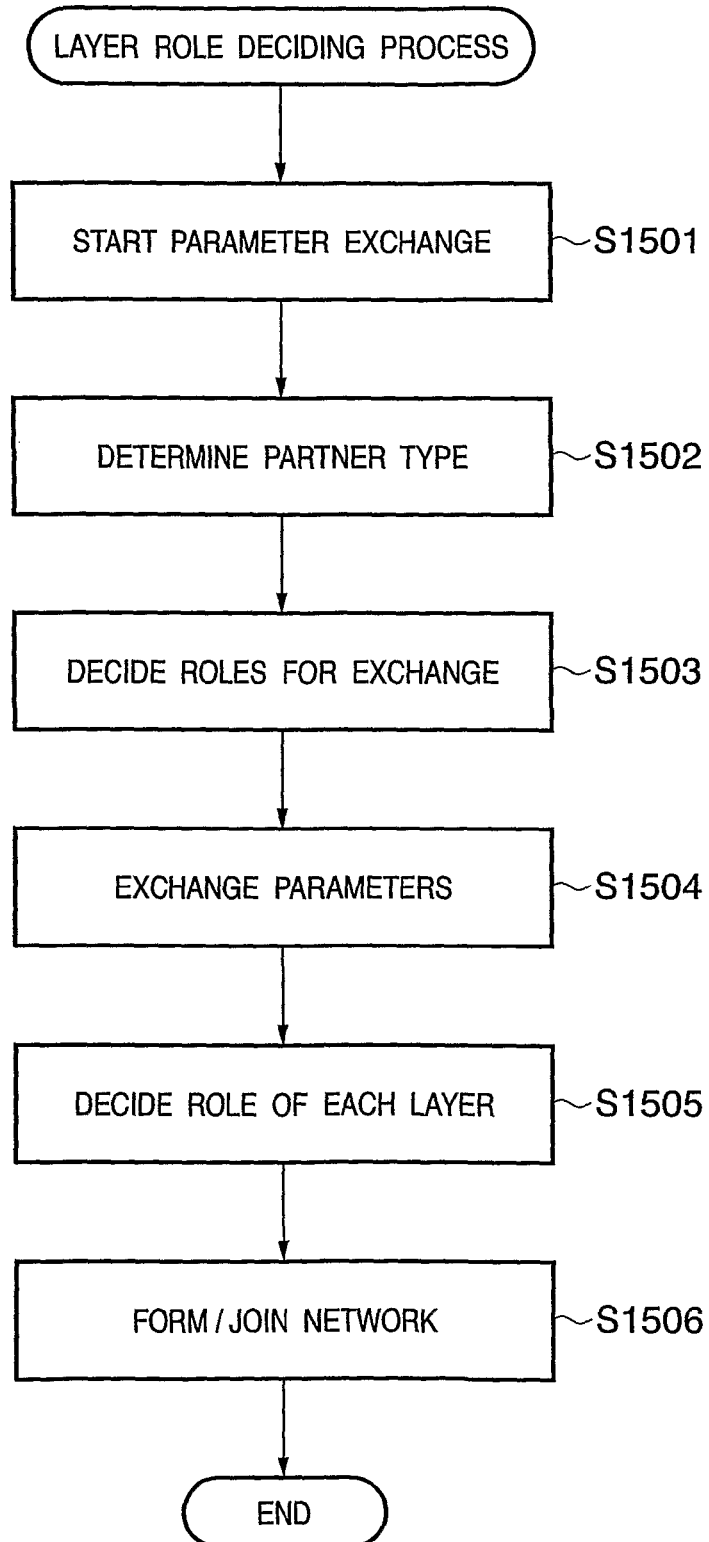 LAYER ROLE DECIDING PROCESS
START PARAMETER EXCHANGE
S1501
DETERMINE PARTNER TYPE
S1502
DECIDE ROLES FOR EXCHANGE
S1503
EXCHANGE PARAMETERS
S1504
DECIDE ROLE OF EACH LAYER
S1505
FORM / JOIN NETWORK
S1506
END